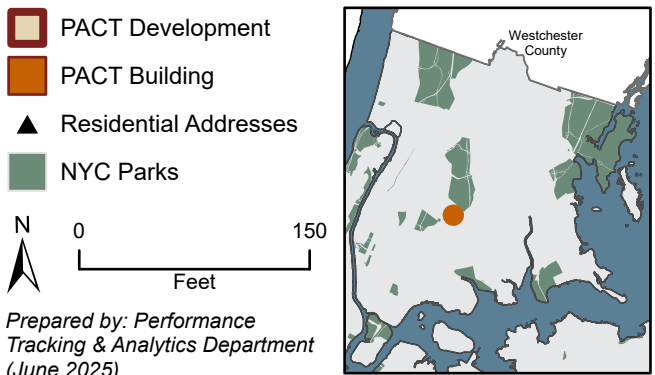 PACT Development
PACT Building
Residential Addresses
NYC Parks
N
0 150
Feet
Prepared by: Performance
Tracking & Analytics Department
(June 2025)
Westchester
County